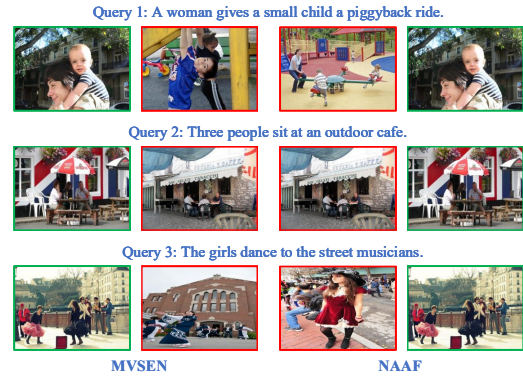 Query 1: A woman gives a small child a piggyback ride.
Query 2: Three people sit at an outdoor cafe.
Query 3: The girls dance to the street musicians.
MVSEN NAAF